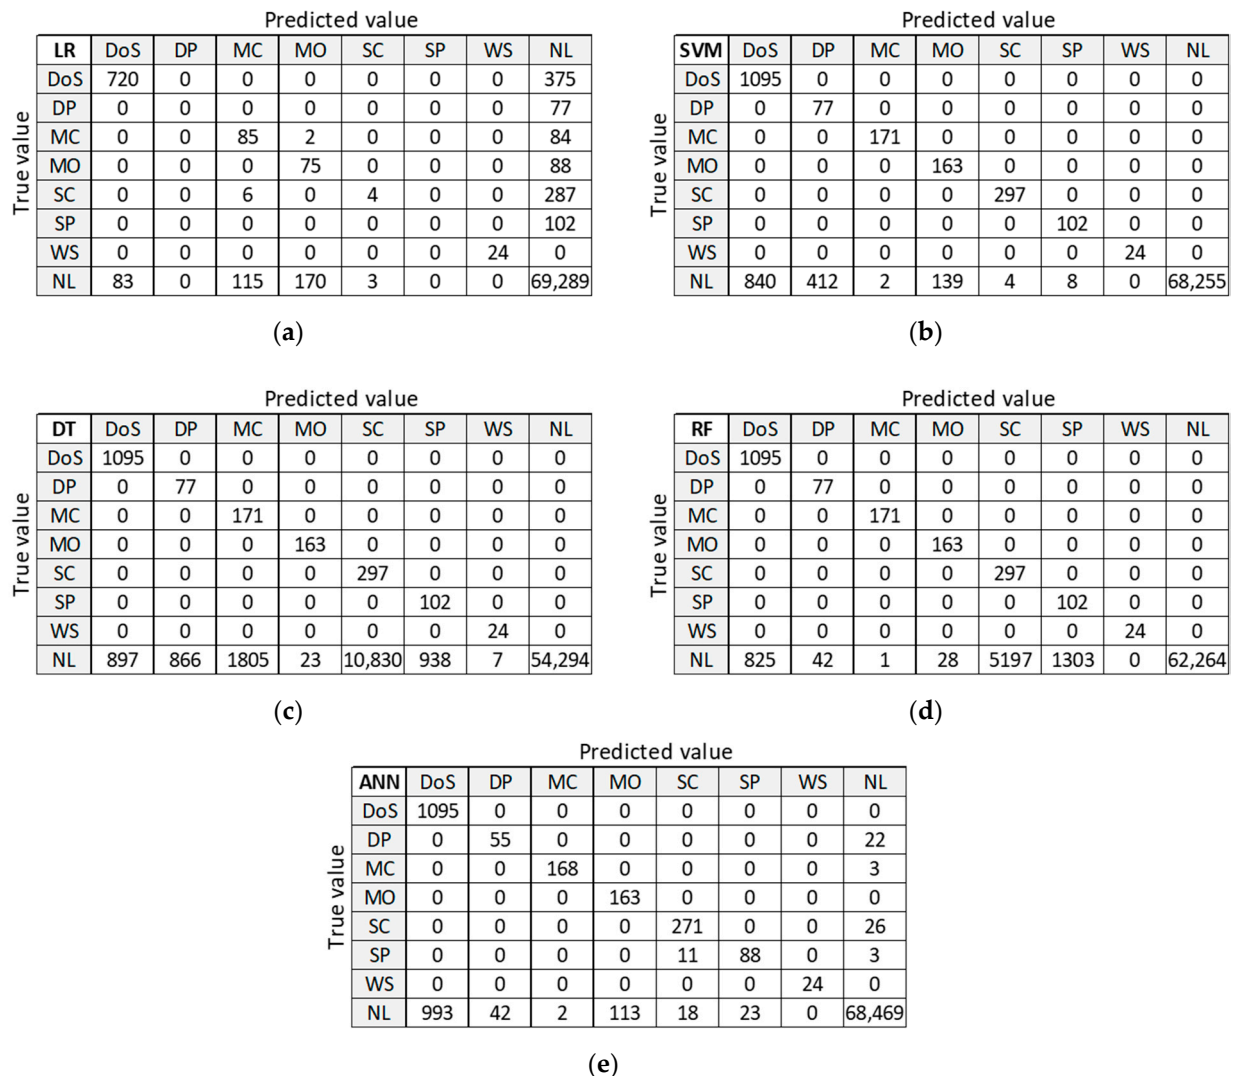 Predicted value
True value
LR DoS DP MC MO SC SP WS NL
DoS 720 0 0 0 0 0 0 375
DP 0 0 0 0 0 0 0 77
MC 0 0 85 2 0 0 0 84
MO 0 0 0 75 0 0 0 88
SC 0 0 6 0 4 0 0 287
SP 0 0 0 0 0 0 0 102
WS 0 0 0 0 0 0 24 0
NL 83 0 115 170 3 0 0 69,289
(a)
Predicted value
True value
SVM DoS DP MC MO SC SP WS NL
DoS 1095 0 0 0 0 0 0 0
DP 0 77 0 0 0 0 0 0
MC 0 0 171 0 0 0 0 0
MO 0 0 0 163 0 0 0 0
SC 0 0 0 0 297 0 0 0
SP 0 0 0 0 0 102 0 0
WS 0 0 0 0 0 0 24 0
NL 840 412 2 139 4 8 0 68,255
(b)
Predicted value
True value
DT DoS DP MC MO SC SP WS NL
DoS 1095 0 0 0 0 0 0 0
DP 0 77 0 0 0 0 0 0
MC 0 0 171 0 0 0 0 0
MO 0 0 0 163 0 0 0 0
SC 0 0 0 0 297 0 0 0
SP 0 0 0 0 0 102 0 0
WS 0 0 0 0 0 0 24 0
NL 897 866 1805 23 10,830 938 7 54,294
(c)
Predicted value
True value
RF DoS DP MC MO SC SP WS NL
DoS 1095 0 0 0 0 0 0 0
DP 0 77 0 0 0 0 0 0
MC 0 0 171 0 0 0 0 0
MO 0 0 0 163 0 0 0 0
SC 0 0 0 0 297 0 0 0
SP 0 0 0 0 0 102 0 0
WS 0 0 0 0 0 0 24 0
NL 825 42 1 28 5197 1303 0 62,264
(d)
Predicted value
True value
ANN DoS DP MC MO SC SP WS NL
DoS 1095 0 0 0 0 0 0 0
DP 0 55 0 0 0 0 0 22
MC 0 0 168 0 0 0 0 3
MO 0 0 0 163 0 0 0 0
SC 0 0 0 0 271 0 0 26
SP 0 0 0 0 11 88 0 3
WS 0 0 0 0 0 0 24 0
NL 993 42 2 113 18 23 0 68,469
(e)